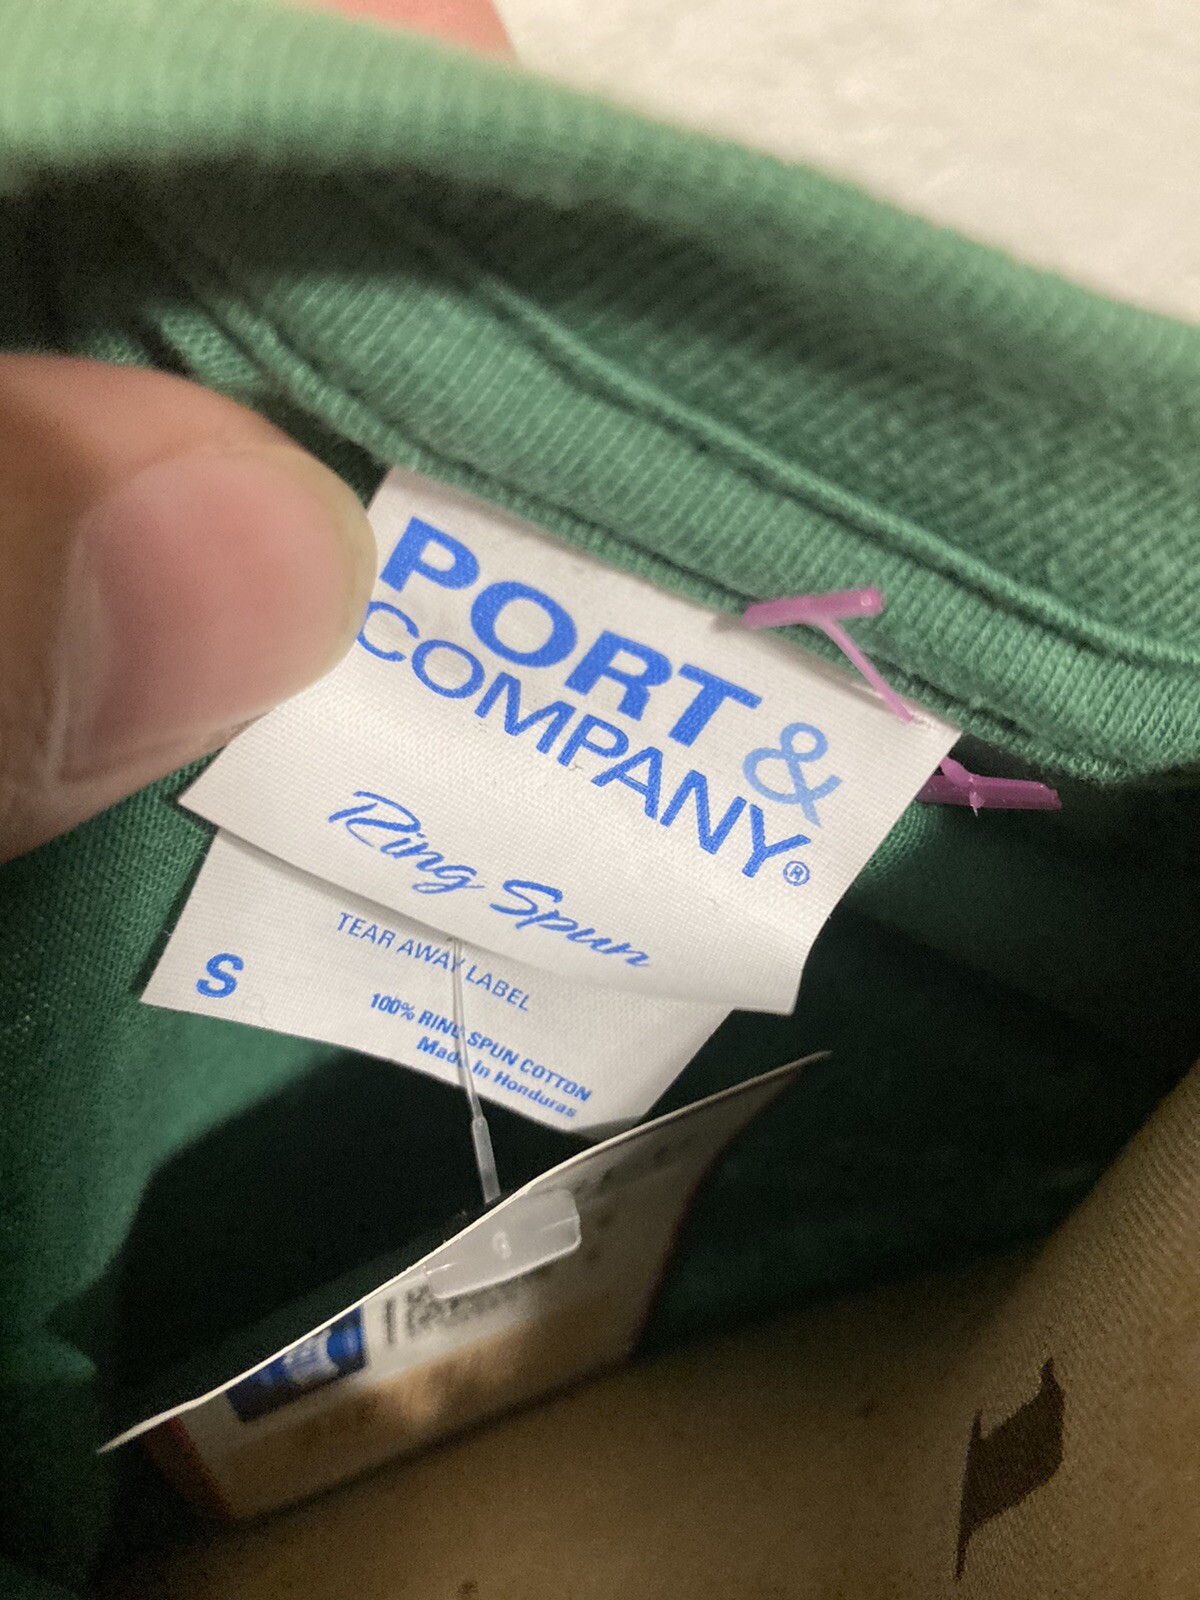 PORT &
COMPANY®
Ring Spun
TEAR AWAY LABEL
S
100% RING SPUN COTTON
Made In Honduras